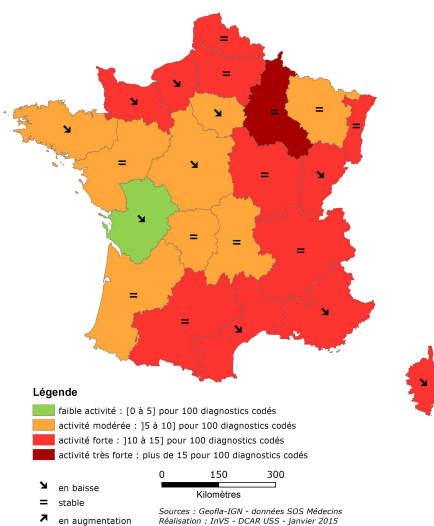 Légende
faible activité : [0 à 5] pour 100 diagnostics codés
activité modérée : ]5 à 10] pour 100 diagnostics codés
activité forte : ]10 à 15] pour 100 diagnostics codés
activité très forte : plus de 15 pour 100 diagnostics codés
en baisse
stable
en augmentation
0 150 300
Kilomètres
Sources : Geofla-IGN - données SOS Médecins
Réalisation : InVS - DCAR USS - janvier 2015